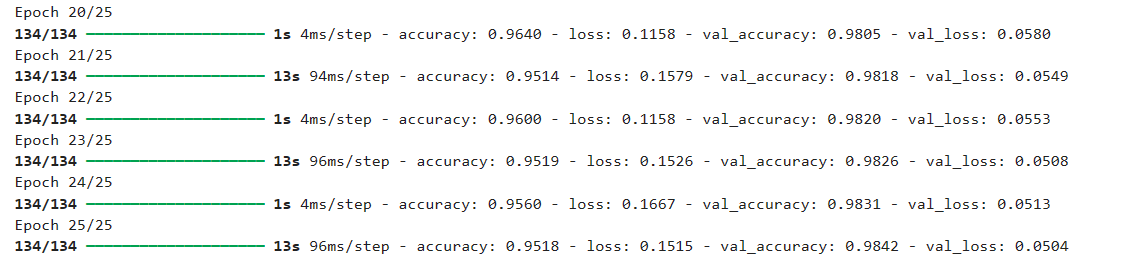 Epoch 20/25
134/134 ━━━━━━━━━━━━━━━━━━━━ 1s 4ms/step - accuracy: 0.9640 - loss: 0.1158 - val_accuracy: 0.9805 - val_loss: 0.0580
Epoch 21/25
134/134 ━━━━━━━━━━━━━━━━━━━━ 13s 94ms/step - accuracy: 0.9514 - loss: 0.1579 - val_accuracy: 0.9818 - val_loss: 0.0549
Epoch 22/25
134/134 ━━━━━━━━━━━━━━━━━━━━ 1s 4ms/step - accuracy: 0.9600 - loss: 0.1158 - val_accuracy: 0.9820 - val_loss: 0.0553
Epoch 23/25
134/134 ━━━━━━━━━━━━━━━━━━━━ 13s 96ms/step - accuracy: 0.9519 - loss: 0.1526 - val_accuracy: 0.9826 - val_loss: 0.0508
Epoch 24/25
134/134 ━━━━━━━━━━━━━━━━━━━━ 1s 4ms/step - accuracy: 0.9560 - loss: 0.1667 - val_accuracy: 0.9831 - val_loss: 0.0513
Epoch 25/25
134/134 ━━━━━━━━━━━━━━━━━━━━ 13s 96ms/step - accuracy: 0.9518 - loss: 0.1515 - val_accuracy: 0.9842 - val_loss: 0.0504